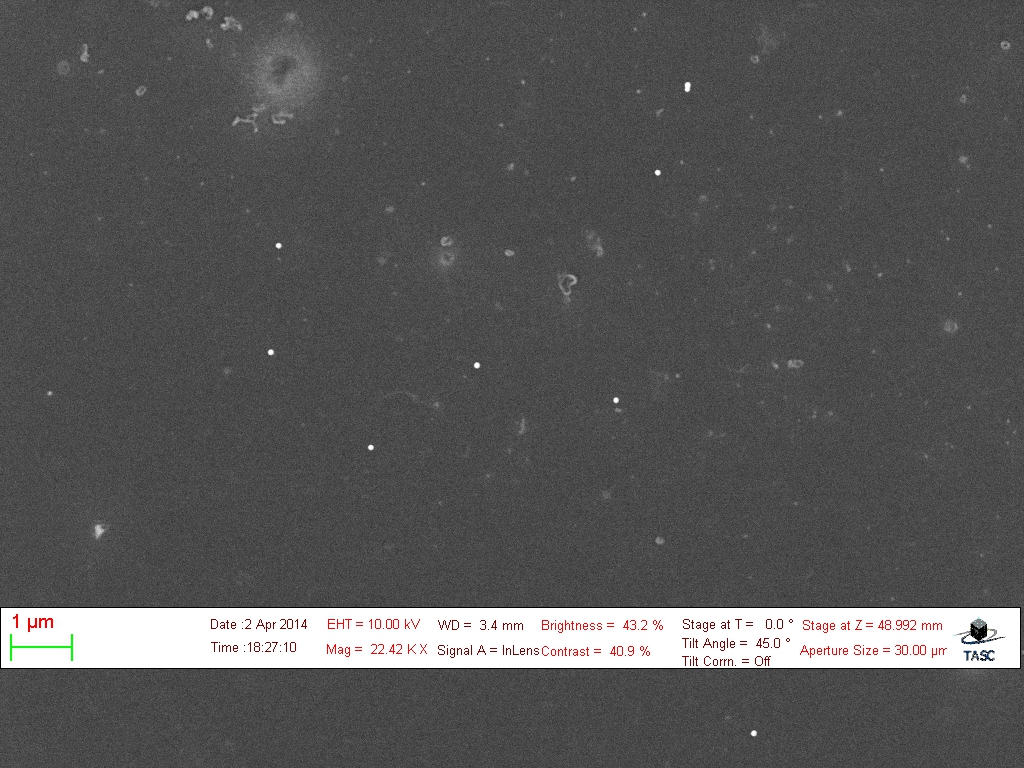 1 µm
Date :2 Apr 2014 EHT = 10.00 kV WD = 3.4 mm Brightness = 43.2 % Stage at T = 0.0 ° Stage at Z = 48.992 mm
Time :18:27:10 Mag = 22.42 K X Signal A = InLens Contrast = 40.9 % Tilt Angle = 45.0 ° Aperture Size = 30.00 µm
Tilt Corrn. = Off
TASC